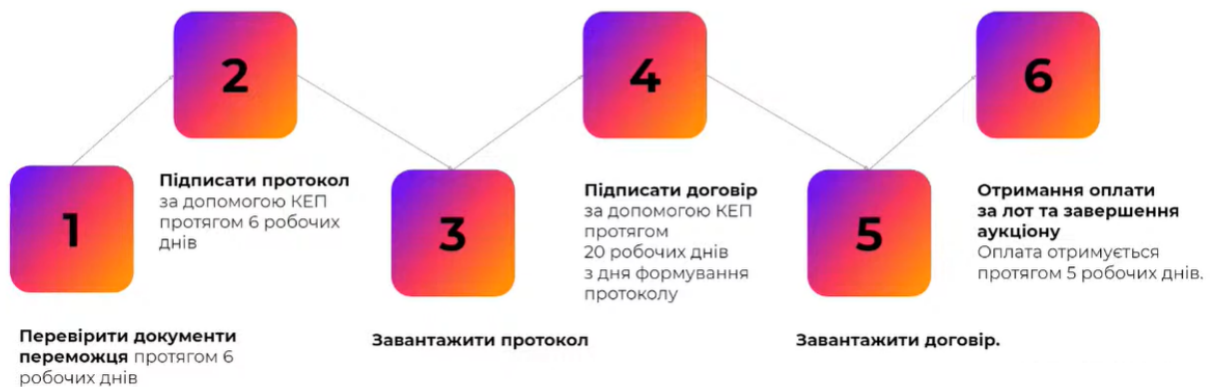 1
Перевірити документи
переможця протягом 6
робочих днів
2
Підписати протокол
за допомогою КЕП
протягом 6 робочих
днів
3
Завантажити протокол
4
Підписати договір
за допомогою КЕП
протягом
20 робочих днів
з дня формування
протоколу
5
Завантажити договір.
6
Отримання оплати
за лот та завершення
аукціону
Оплата отримується
протягом 5 робочих днів.